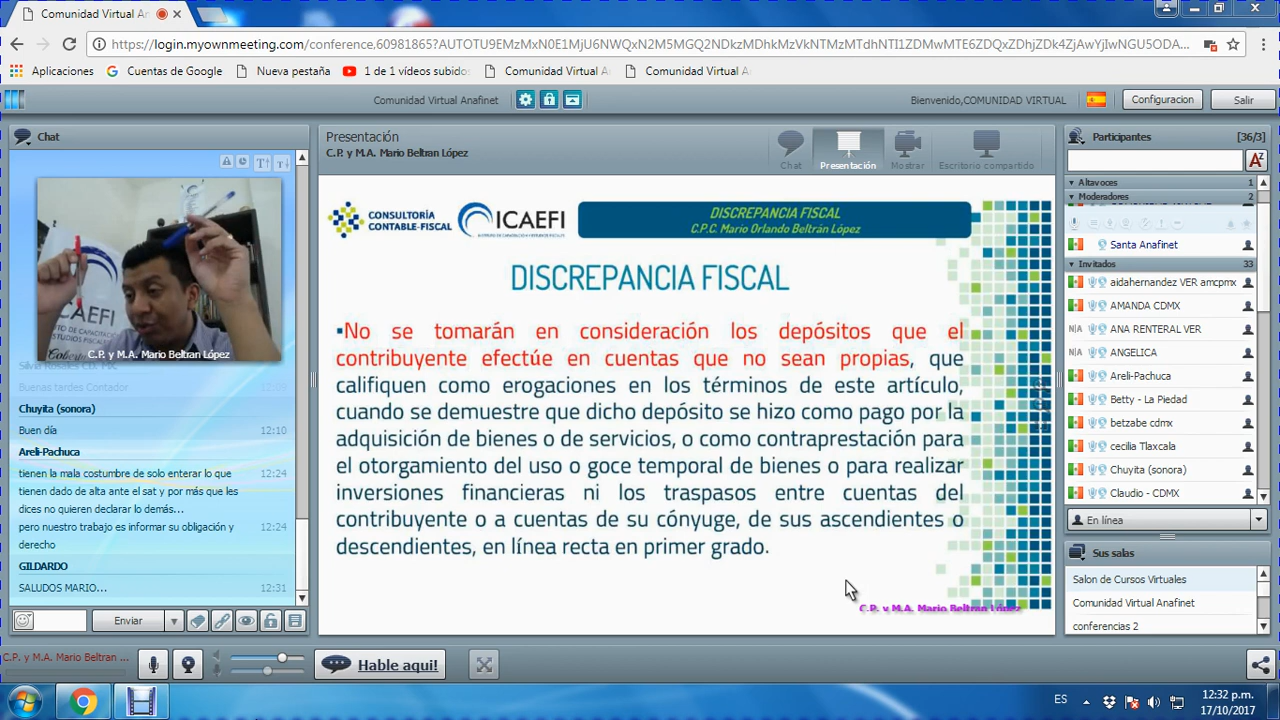 Comunidad Virtual An
https://login.myownmeeting.com/conference,60981865?
Aplicaciones
Cuentas de Google
Nueva pestaña
1 de 1 vídeos subidos
Comunidad Virtual A
Comunidad Virtual A
Comunidad Virtual Anafinet
Bienvenido,COMUNIDAD VIRTUAL
Configuracion
Salir
Chat
C.P. y M.A. Mario Beltran López
Silvia Rosales Cd. Mx
Buenas tardes Contador
Chuyita (sonora)
Buen día 12:10
Areli-Pachuca
tienen la mala costumbre de solo enterar lo que 12:24
tienen dado de alta ante el sat y por más que les
dices no quieren declarar lo demás...
pero nuestro trabajo es informar su obligación y 12:24
derecho
GILDARDO
SALUDOS MARIO... 12:31
Enviar
Presentación
C.P. y M.A. Mario Beltran López
Chat
Presentación
Mostrar
Escritorio compartido
CONSULTORÍA
CONTABLE-FISCAL
ICAEFI
DISCREPANCIA FISCAL
C.P.C. Mario Orlando Beltrán López
DISCREPANCIA FISCAL
▪No se tomarán en consideración los depósitos que el
contribuyente efectúe en cuentas que no sean propias, que
califiquen como erogaciones en los términos de este artículo,
cuando se demuestre que dicho depósito se hizo como pago por la
adquisición de bienes o de servicios, o como contraprestación para
el otorgamiento del uso o goce temporal de bienes o para realizar
inversiones financieras ni los traspasos entre cuentas del
contribuyente o a cuentas de su cónyuge, de sus ascendientes o
descendientes, en línea recta en primer grado.
C.P. y M.A. Mario Beltran López
Participantes [36/3]
Altavoces 1
Moderadores 2
Santa Anafinet
Invitados 33
aidahernandez VER amcpmx
AMANDA CDMX
N/A ANA RENTERAL VER
N/A ANGELICA
Areli-Pachuca
Betty - La Piedad
betzabe cdmx
cecilia Tlaxcala
Chuyita (sonora)
Claudio - CDMX
En línea
Sus salas
Salon de Cursos Virtuales
Comunidad Virtual Anafinet
conferencias 2
C.P. y M.A. Mario Beltran ...
Hable aqui!
ES
12:32 p.m.
17/10/2017